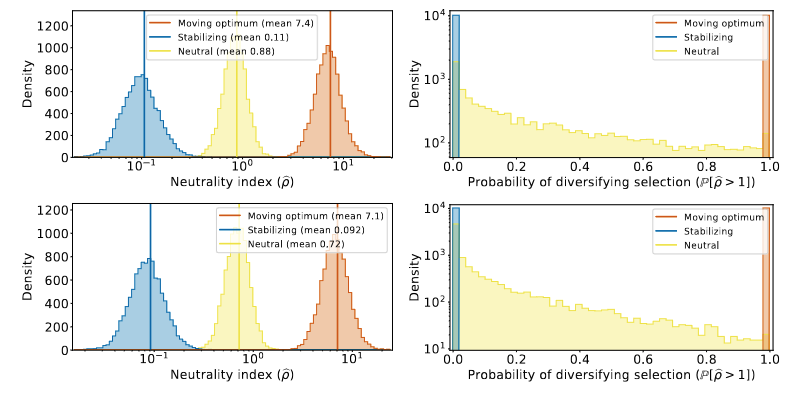 Moving optimum (mean 7.4)
Stabilizing (mean 0.11)
Neutral (mean 0.88)
Density
1200
1000
800
600
400
200
0
10⁻¹
10⁰
10¹
Neutrality index (ρ̂)
Moving optimum
Stabilizing
Neutral
Density
10⁴
10³
10²
0.0 0.2 0.4 0.6 0.8 1.0
Probability of diversifying selection (ℙ[ρ̂ > 1])
Moving optimum (mean 7.1)
Stabilizing (mean 0.092)
Neutral (mean 0.72)
Density
1200
1000
800
600
400
200
0
10⁻¹
10⁰
10¹
Neutrality index (ρ̂)
Moving optimum
Stabilizing
Neutral
Density
10⁴
10³
10²
10¹
0.0 0.2 0.4 0.6 0.8 1.0
Probability of diversifying selection (ℙ[ρ̂ > 1])